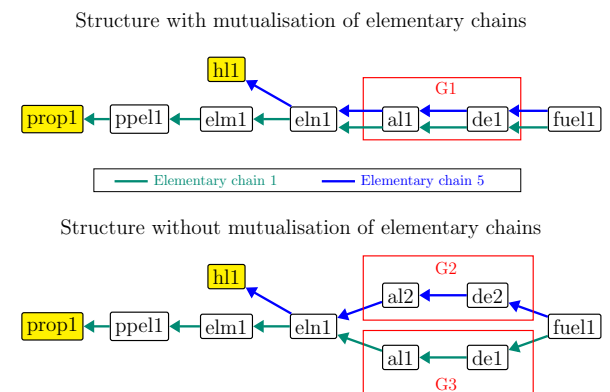 Structure with mutualisation of elementary chains
hl1
G1
prop1 ppel1 elm1 eln1 al1 de1 fuel1
Elementary chain 1 Elementary chain 5
Structure without mutualisation of elementary chains
G2
hl1
al2 de2
prop1 ppel1 elm1 eln1 fuel1
al1 de1
G3